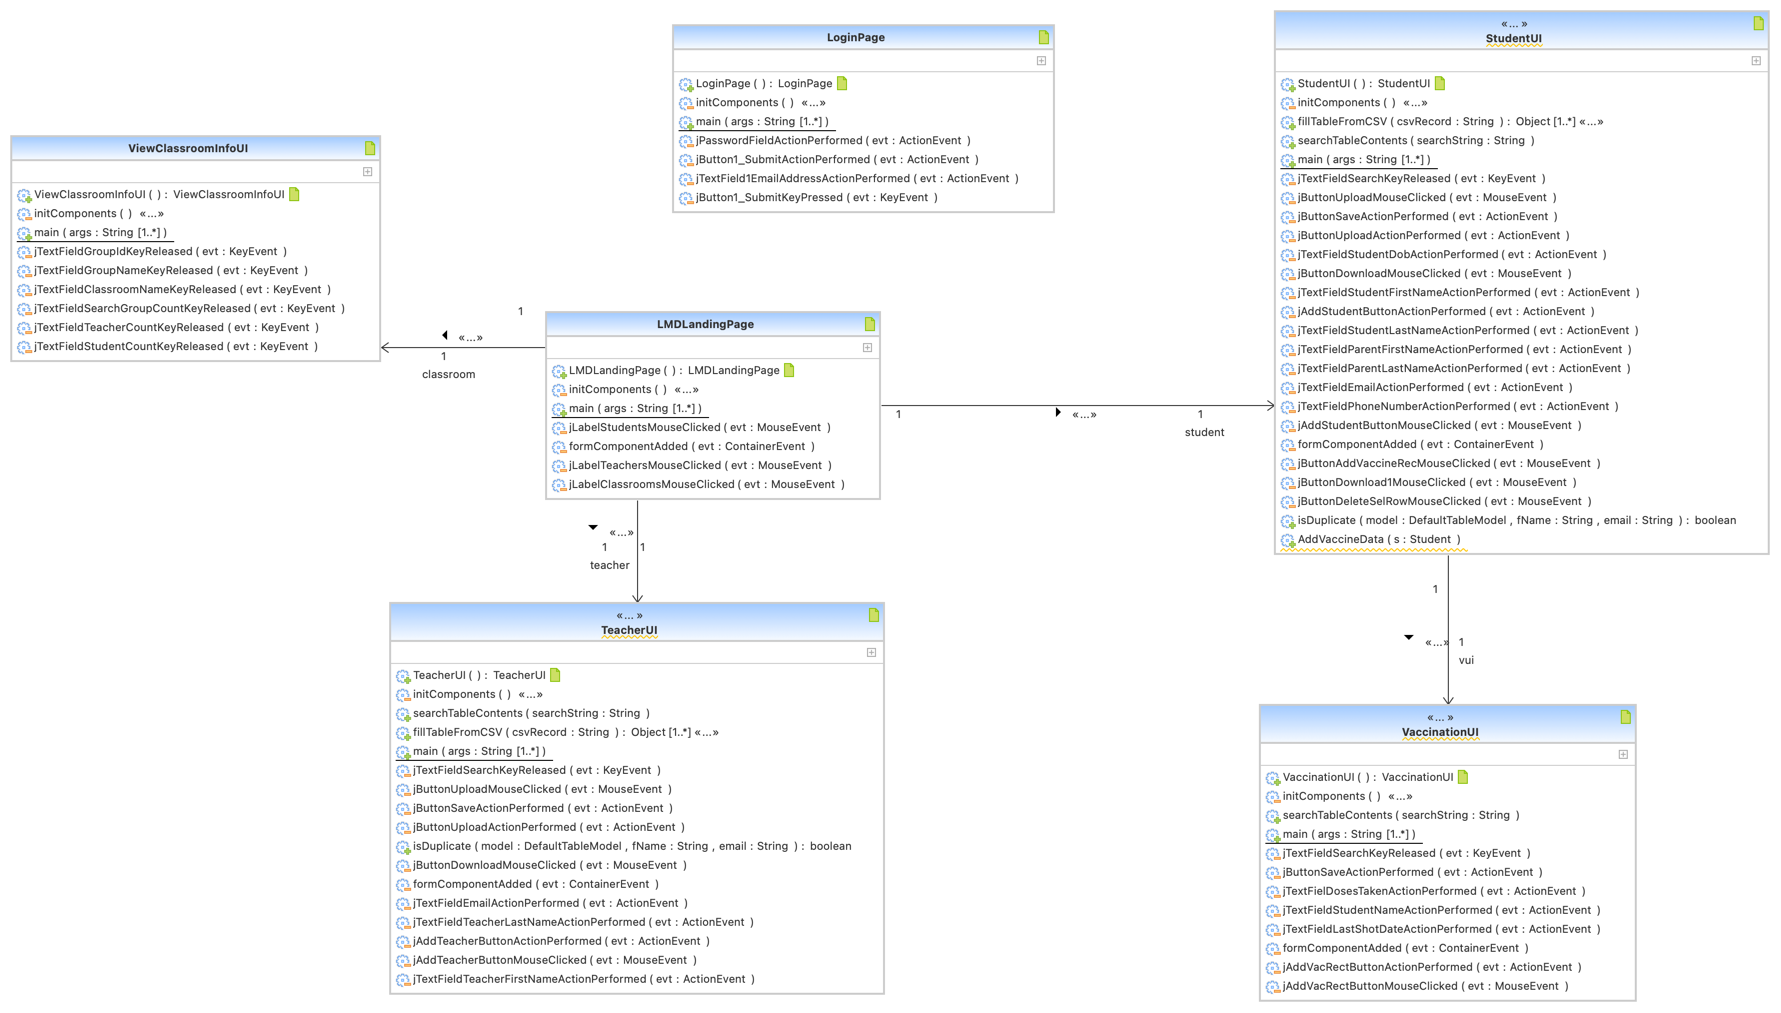 LoginPage
LoginPage ( ) : LoginPage
initComponents ( ) «...»
main ( args : String [1..*] )
jPasswordFieldActionPerformed ( evt : ActionEvent )
jButton1_SubmitActionPerformed ( evt : ActionEvent )
jTextField1EmailAddressActionPerformed ( evt : ActionEvent )
jButton1_SubmitKeyPressed ( evt : KeyEvent )
«... »
StudentUI
StudentUI ( ) : StudentUI
initComponents ( ) «...»
fillTableFromCSV ( csvRecord : String ) : Object [1..*] «...»
searchTableContents ( searchString : String )
main ( args : String [1..*] )
jTextFieldSearchKeyReleased ( evt : KeyEvent )
jButtonUploadMouseClicked ( evt : MouseEvent )
jButtonSaveActionPerformed ( evt : ActionEvent )
jButtonUploadActionPerformed ( evt : ActionEvent )
jTextFieldStudentDobActionPerformed ( evt : ActionEvent )
jButtonDownloadMouseClicked ( evt : MouseEvent )
jTextFieldStudentFirstNameActionPerformed ( evt : ActionEvent )
jAddStudentButtonActionPerformed ( evt : ActionEvent )
jTextFieldStudentLastNameActionPerformed ( evt : ActionEvent )
jTextFieldParentFirstNameActionPerformed ( evt : ActionEvent )
jTextFieldParentLastNameActionPerformed ( evt : ActionEvent )
jTextFieldEmailActionPerformed ( evt : ActionEvent )
jTextFieldPhoneNumberActionPerformed ( evt : ActionEvent )
jAddStudentButtonMouseClicked ( evt : MouseEvent )
formComponentAdded ( evt : ContainerEvent )
jButtonAddVaccineRecMouseClicked ( evt : MouseEvent )
jButtonDownload1MouseClicked ( evt : MouseEvent )
jButtonDeleteSelRowMouseClicked ( evt : MouseEvent )
isDuplicate ( model : DefaultTableModel , fName : String , email : String ) : boolean
AddVaccineData ( s : Student )
ViewClassroomInfoUI
ViewClassroomInfoUI ( ) : ViewClassroomInfoUI
initComponents ( ) «...»
main ( args : String [1..*] )
jTextFieldGroupIdKeyReleased ( evt : KeyEvent )
jTextFieldGroupNameKeyReleased ( evt : KeyEvent )
jTextFieldClassroomNameKeyReleased ( evt : KeyEvent )
jTextFieldSearchGroupCountKeyReleased ( evt : KeyEvent )
jTextFieldTeacherCountKeyReleased ( evt : KeyEvent )
jTextFieldStudentCountKeyReleased ( evt : KeyEvent )
1
«...»
1
classroom
LMDLandingPage
LMDLandingPage ( ) : LMDLandingPage
initComponents ( ) «...»
main ( args : String [1..*] )
jLabelStudentsMouseClicked ( evt : MouseEvent )
formComponentAdded ( evt : ContainerEvent )
jLabelTeachersMouseClicked ( evt : MouseEvent )
jLabelClassroomsMouseClicked ( evt : MouseEvent )
1
«...»
1
student
«...»
1
1
teacher
«... »
TeacherUI
TeacherUI ( ) : TeacherUI
initComponents ( ) «...»
searchTableContents ( searchString : String )
fillTableFromCSV ( csvRecord : String ) : Object [1..*] «...»
main ( args : String [1..*] )
jTextFieldSearchKeyReleased ( evt : KeyEvent )
jButtonUploadMouseClicked ( evt : MouseEvent )
jButtonSaveActionPerformed ( evt : ActionEvent )
jButtonUploadActionPerformed ( evt : ActionEvent )
isDuplicate ( model : DefaultTableModel , fName : String , email : String ) : boolean
jButtonDownloadMouseClicked ( evt : MouseEvent )
formComponentAdded ( evt : ContainerEvent )
jTextFieldEmailActionPerformed ( evt : ActionEvent )
jTextFieldTeacherLastNameActionPerformed ( evt : ActionEvent )
jAddTeacherButtonActionPerformed ( evt : ActionEvent )
jAddTeacherButtonMouseClicked ( evt : MouseEvent )
jTextFieldTeacherFirstNameActionPerformed ( evt : ActionEvent )
1
«...»
1
vui
«... »
VaccinationUI
VaccinationUI ( ) : VaccinationUI
initComponents ( ) «...»
searchTableContents ( searchString : String )
main ( args : String [1..*] )
jTextFieldSearchKeyReleased ( evt : KeyEvent )
jButtonSaveActionPerformed ( evt : ActionEvent )
jTextFielDosesTakenActionPerformed ( evt : ActionEvent )
jTextFieldStudentNameActionPerformed ( evt : ActionEvent )
jTextFieldLastShotDateActionPerformed ( evt : ActionEvent )
formComponentAdded ( evt : ContainerEvent )
jAddVacRectButtonActionPerformed ( evt : ActionEvent )
jAddVacRectButtonMouseClicked ( evt : MouseEvent )